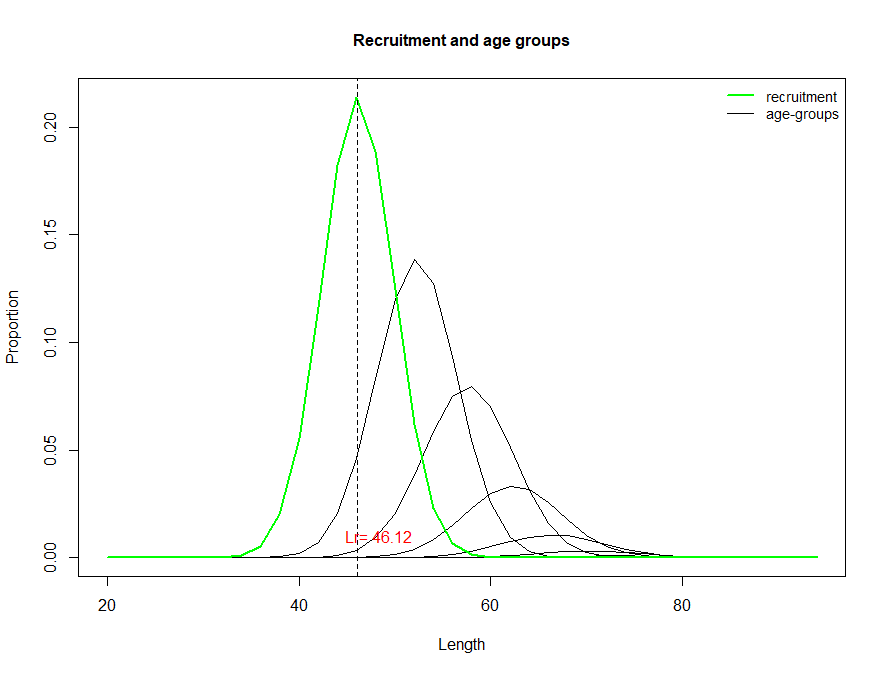 Recruitment and age groups
recruitment
age-groups
0.20
0.15
0.10
0.05
0.00
Proportion
Lr= 46.12
20 40 60 80
Length